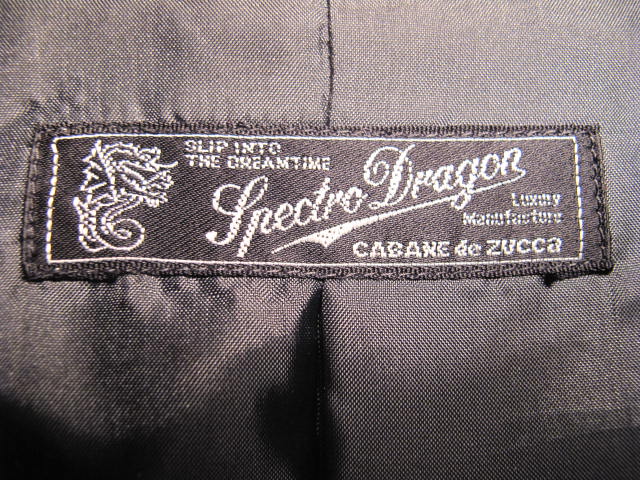 SLIP INTO
THE DREAMTIME
Spectro Dragon
Luxury
Manufacture
CABANE de ZUCCa